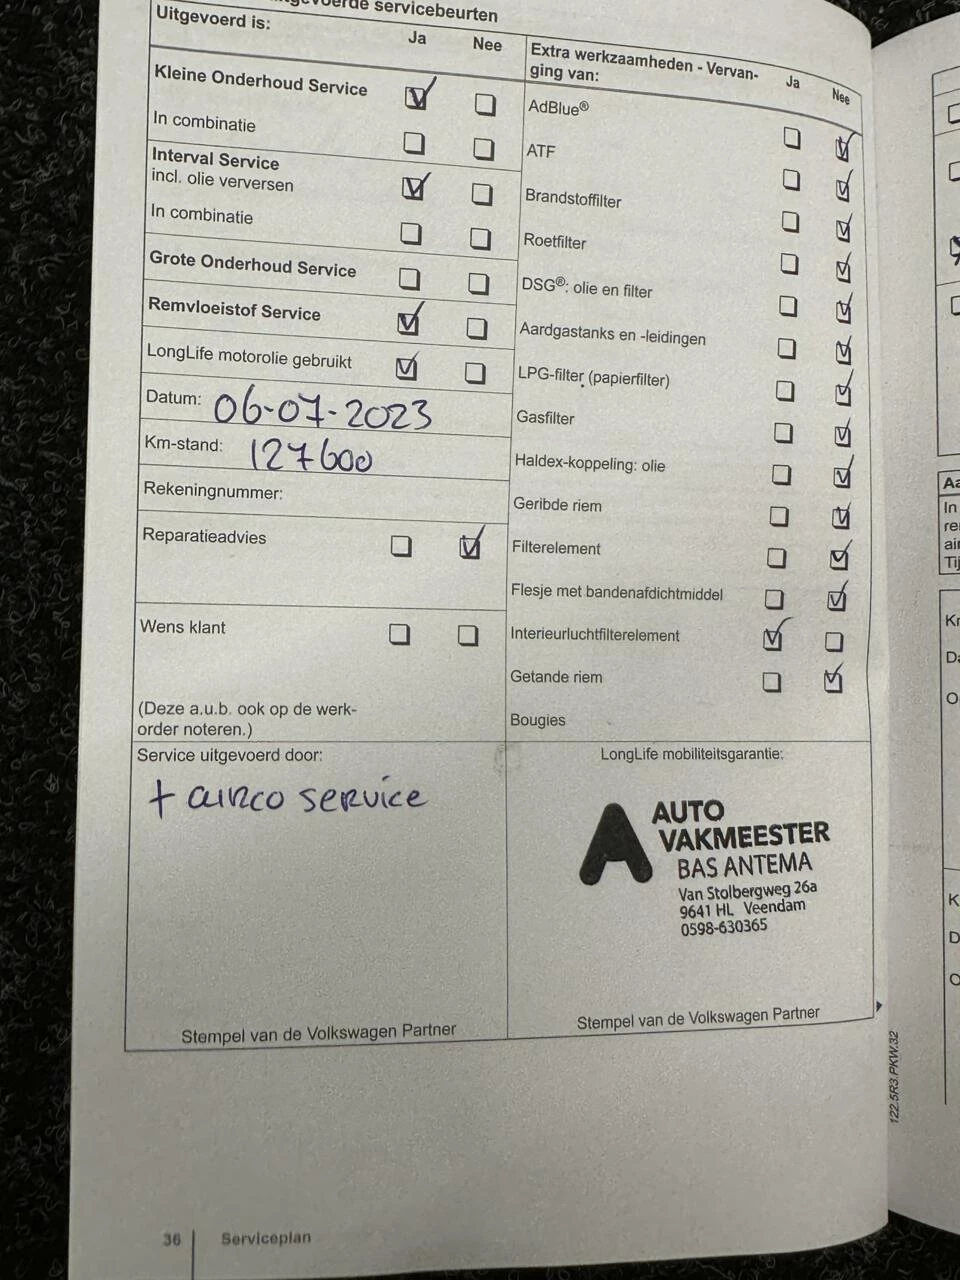 servicebeurten
Uitgevoerd is:
Ja
Nee
Kleine Onderhoud Service
In combinatie
Interval Service
incl. olie verversen
In combinatie
Grote Onderhoud Service
Remvloeistof Service
LongLife motorolie gebruikt
Datum: 06-07-2023
Km-stand: 127600
Rekeningnummer:
Reparatieadvies
Wens klant
(Deze a.u.b. ook op de werk-
order noteren.)
Extra werkzaamheden - Vervan-
ging van:
Ja
Nee
AdBlue®
ATF
Brandstoffilter
Roetfilter
DSG®: olie en filter
Aardgastanks en -leidingen
LPG-filter (papierfilter)
Gasfilter
Haldex-koppeling: olie
Geribde riem
Filterelement
Flesje met bandenafdichtmiddel
Interieurluchtfilterelement
Getande riem
Bougies
Service uitgevoerd door:
+ airco service
Stempel van de Volkswagen Partner
LongLife mobiliteitsgarantie:
AUTO
VAKMEESTER
BAS ANTEMA
Van Stolbergweg 26a
9641 HL Veendam
0598-630365
Stempel van de Volkswagen Partner
122.5R3.PKW.32
36
Serviceplan